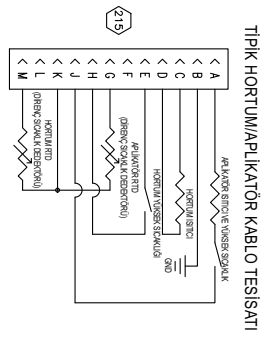 TİPİK HORTUM/APLİKATÖR KABLO TESİSATI
215
A
B
C
D
E
F
G
H
J
K
L
M
APLİKATÖR ISITICI VE YÜKSEK SICAKLIK
GND
HORTUM ISITICI
HORTUM YÜKSEK SICAKLIĞI
APLİKATÖR RTD
(DİRENÇ SICAKLIK DEDEKTÖRÜ)
HORTUM RTD
(DİRENÇ SICAKLIK DEDEKTÖRÜ)